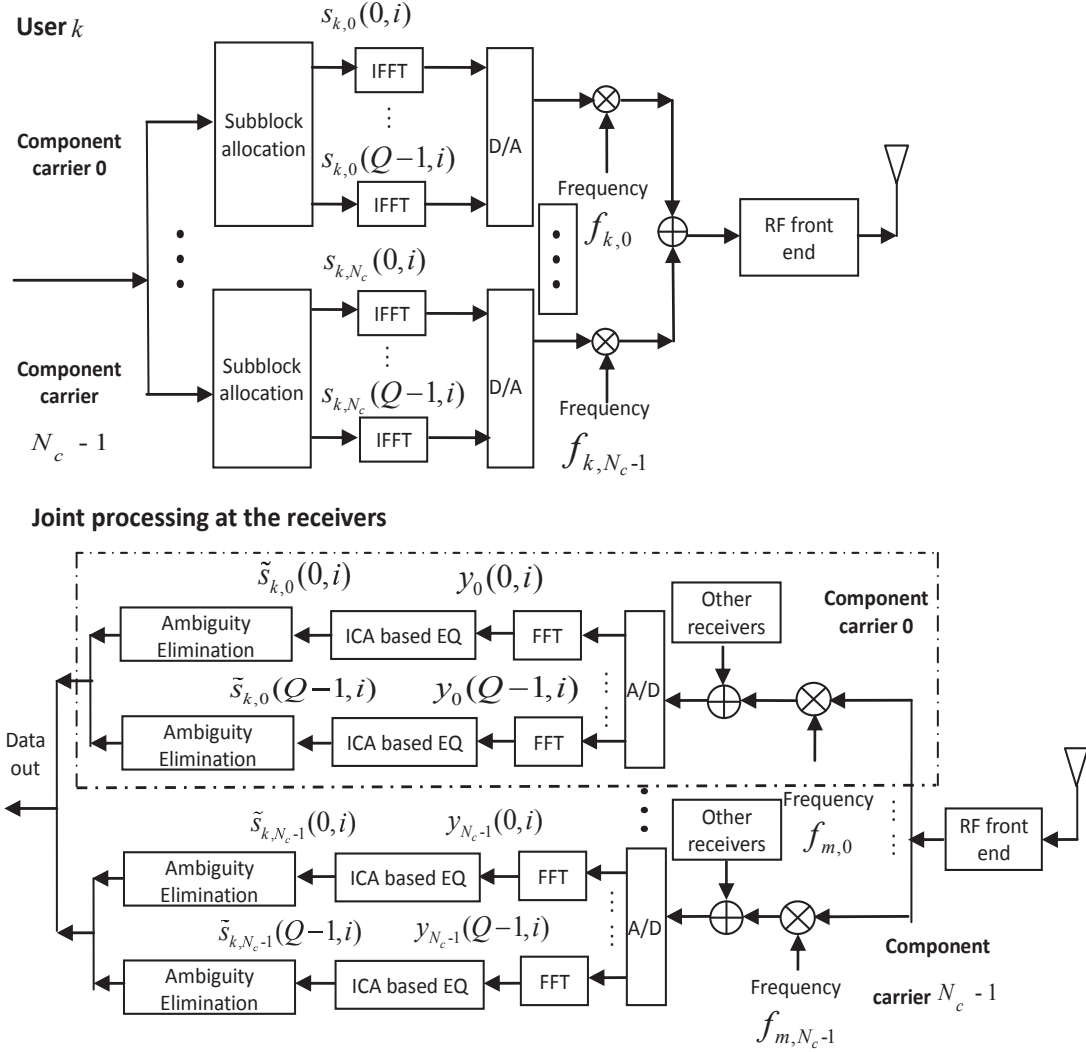 User k
s_{k,0}(0,i)
IFFT
Component
carrier 0
Subblock
allocation
D/A
s_{k,0}(Q−1,i)
IFFT
Frequency
f_{k,0}
RF front
end
s_{k,N_c}(0,i)
IFFT
Component
carrier
N_c - 1
Subblock
allocation
D/A
s_{k,N_c}(Q−1,i)
IFFT
Frequency
f_{k,N_c-1}
Joint processing at the receivers
s̃_{k,0}(0,i)
y_0(0,i)
Ambiguity
Elimination
ICA based EQ
FFT
Other
receivers
Component
carrier 0
s̃_{k,0}(Q−1,i)
y_0(Q−1,i)
A/D
Ambiguity
Elimination
ICA based EQ
FFT
Data
out
Frequency
f_{m,0}
s̃_{k,N_c-1}(0,i)
y_{N_c-1}(0,i)
Other
receivers
RF front
end
Ambiguity
Elimination
ICA based EQ
FFT
s̃_{k,N_c-1}(Q−1,i)
y_{N_c-1}(Q−1,i)
A/D
Ambiguity
Elimination
ICA based EQ
FFT
Frequency
f_{m,N_c-1}
Component
carrier N_c - 1